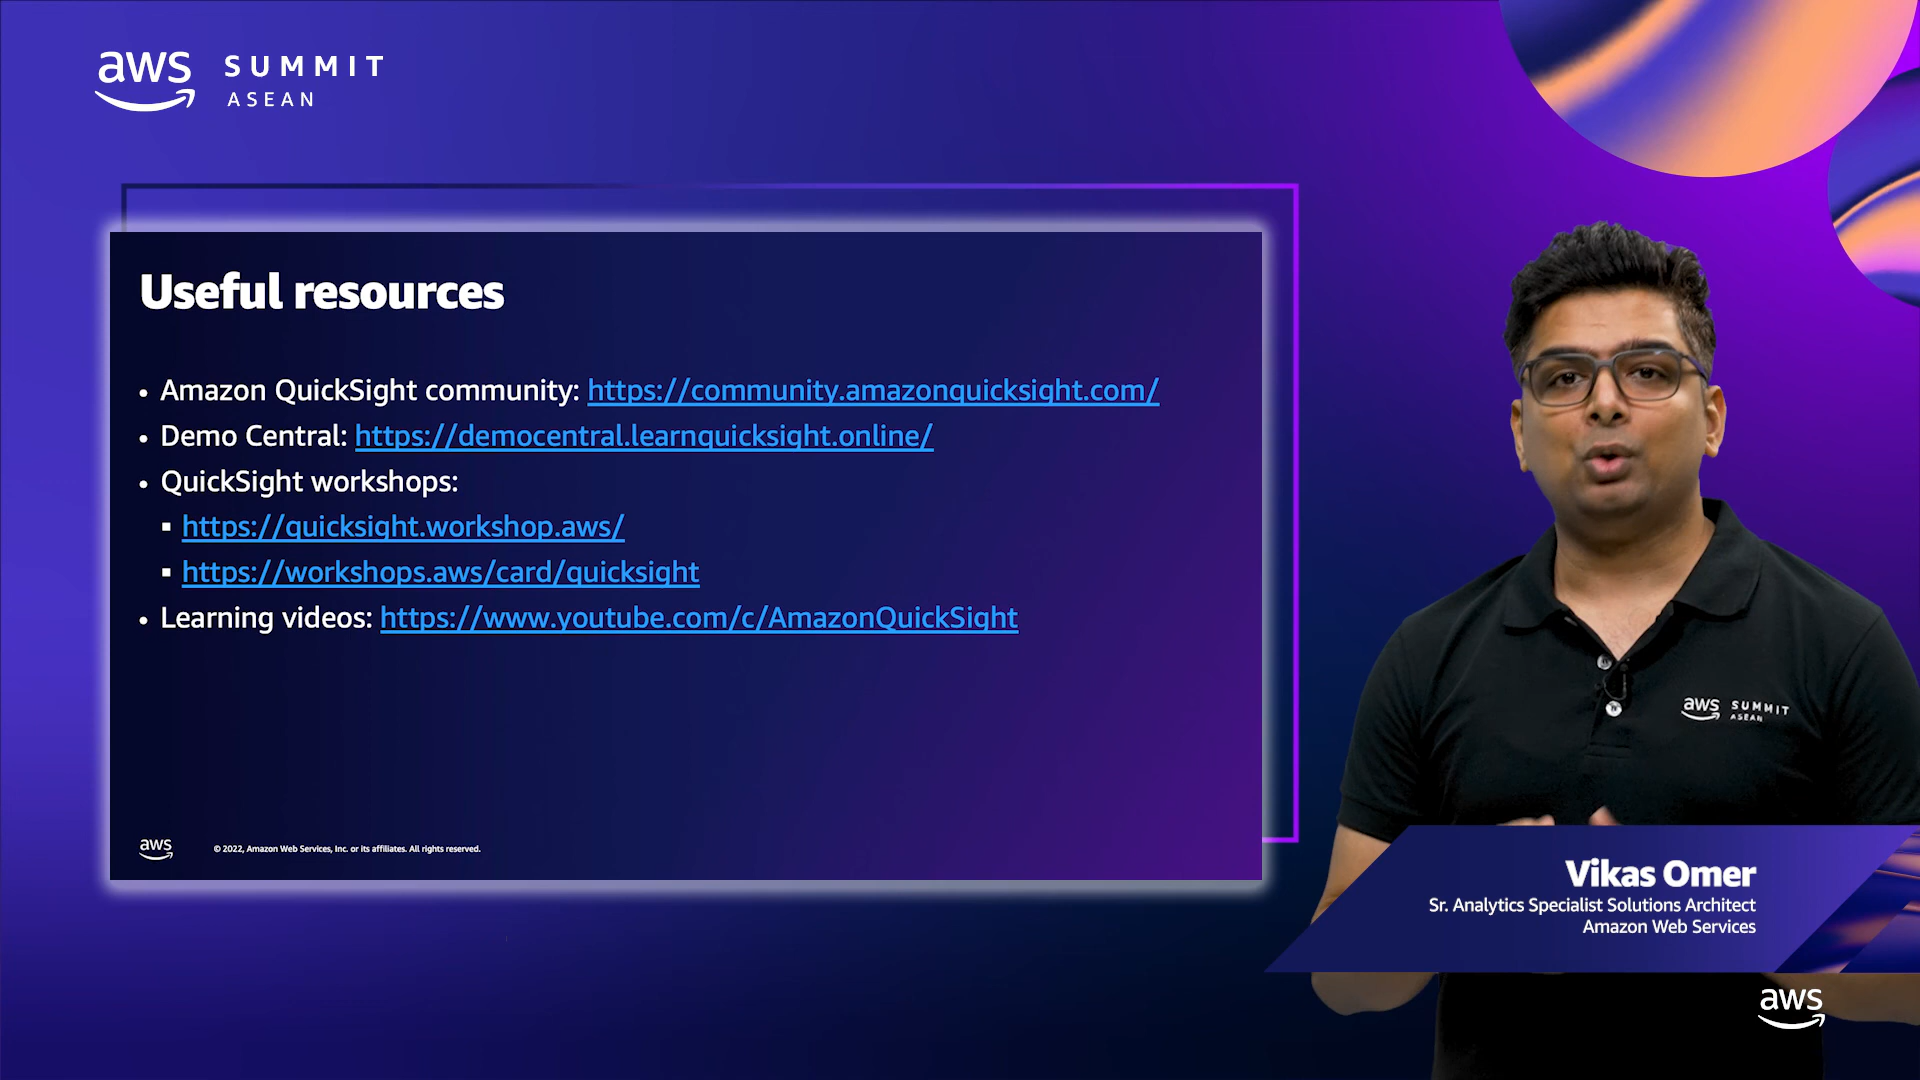 aws SUMMIT
ASEAN
Useful resources
• Amazon QuickSight community: https://community.amazonquicksight.com/
• Demo Central: https://democentral.learnquicksight.online/
• QuickSight workshops:
▪ https://quicksight.workshop.aws/
▪ https://workshops.aws/card/quicksight
• Learning videos: https://www.youtube.com/c/AmazonQuickSight
aws © 2022, Amazon Web Services, Inc. or its affiliates. All rights reserved.
aws SUMMIT
ASEAN
Vikas Omer
Sr. Analytics Specialist Solutions Architect
Amazon Web Services
aws